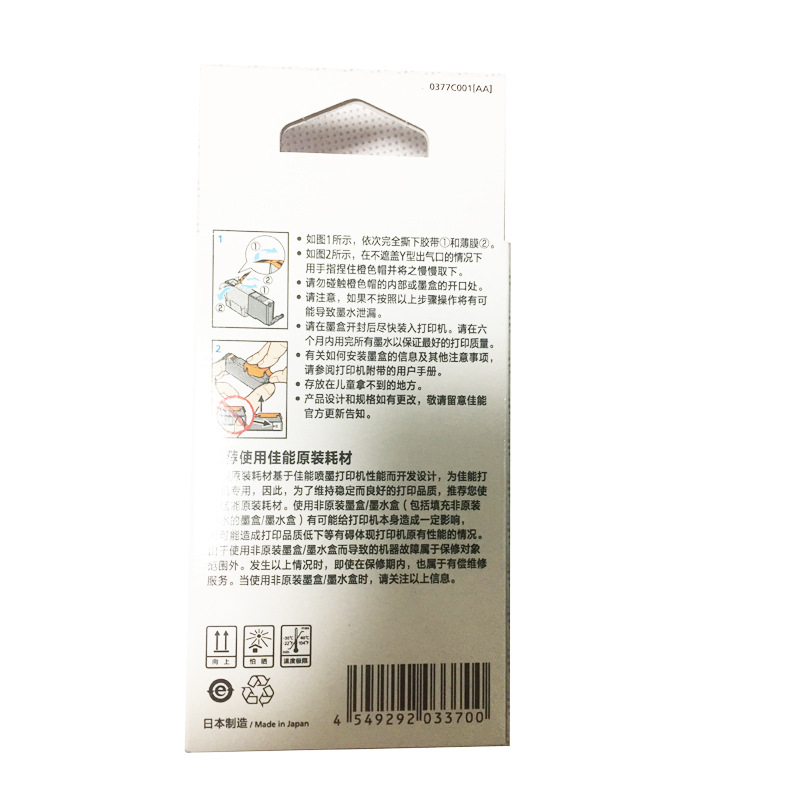 0377C001[AA]
1
①
②
①
②
2
• 如图1所示，依次完全撕下胶带①和薄膜②。
• 如图2所示，在不遮盖Y型出气口的情况下
用手指捏住橙色帽并将之慢慢取下。
• 请勿碰触橙色帽的内部或墨盒的开口处。
• 请注意，如果不按照以上步骤操作将有可
能导致墨水泄漏。
• 请在墨盒开封后尽快装入打印机。请在六
个月内用完所有墨水以保证最好的打印质量。
• 有关如何安装墨盒的信息及其他注意事项，
请参阅打印机附带的用户手册。
• 存放在儿童拿不到的地方。
• 产品设计和规格如有更改，敬请留意佳能
官方更新告知。
荐使用佳能原装耗材
原装耗材基于佳能喷墨打印机性能而开发设计，为佳能打
专用，因此，为了维持稳定而良好的打印品质，推荐您使
能原装耗材。使用非原装墨盒/墨水盒（包括填充非原装
的墨盒/墨水盒）有可能给打印机本身造成一定影响，
可能造成打印品质低下等有碍体现打印机原有性能的情况。
由于使用非原装墨盒/墨水盒而导致的机器故障属于保修对象
范围外。发生以上情况时，即使在保修期内，也属于有偿维修
服务。当使用非原装墨盒/墨水盒时，请关注以上信息。
向上
怕晒
温度极限
日本制造 / Made in Japan
4 549292 033700